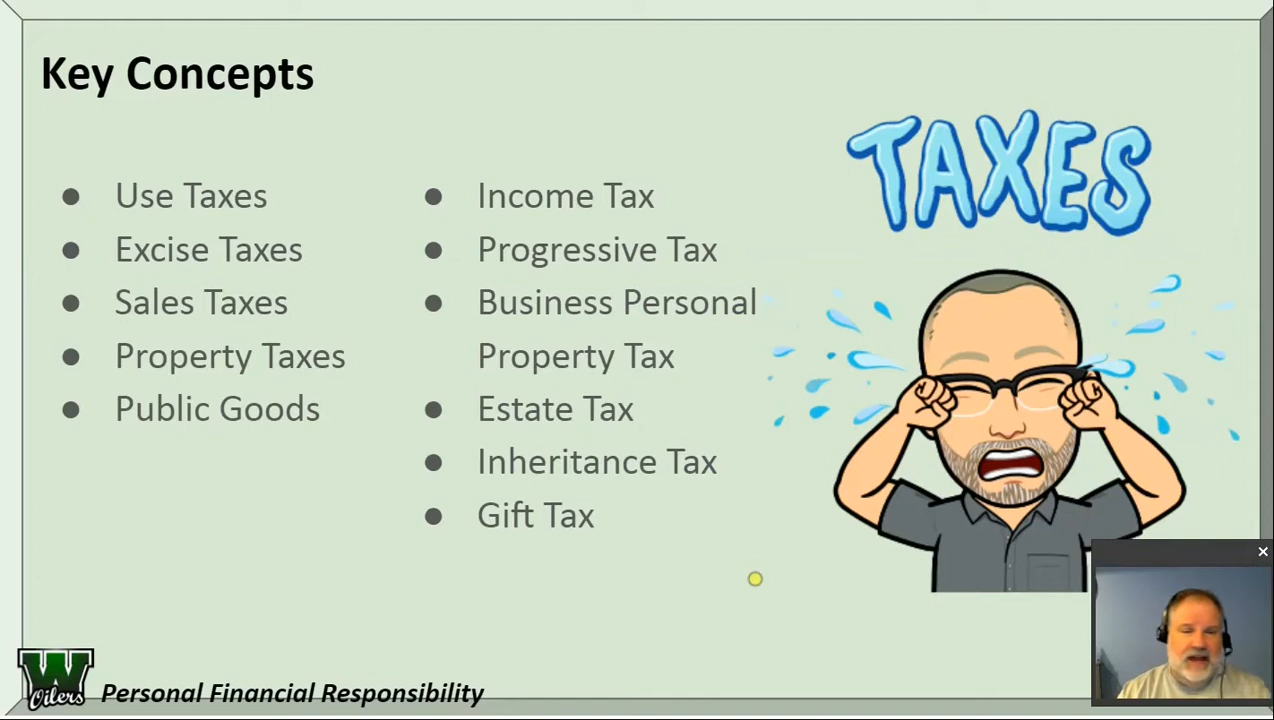 Key Concepts
● Use Taxes
● Excise Taxes
● Sales Taxes
● Property Taxes
● Public Goods
● Income Tax
● Progressive Tax
● Business Personal
Property Tax
● Estate Tax
● Inheritance Tax
● Gift Tax
TAXES
W
Oilers
Personal Financial Responsibility